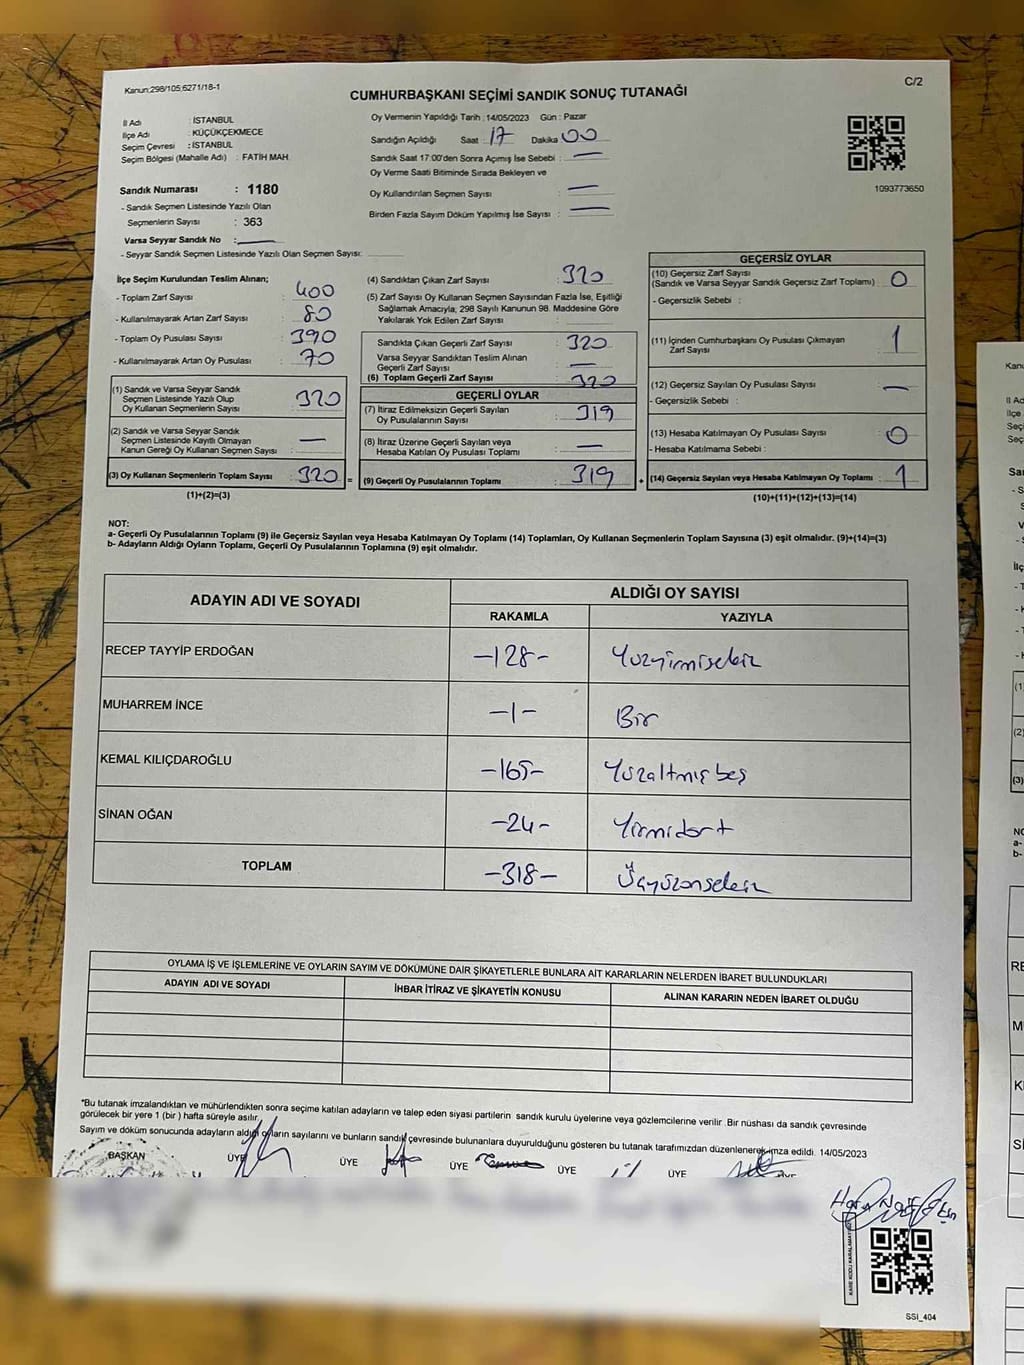 Kanun;298/105;6271/18-1
C/2
CUMHURBAŞKANI SEÇİMİ SANDIK SONUÇ TUTANAĞI
İl Adı : İSTANBUL
İlçe Adı : KÜÇÜKÇEKMECE
Seçim Çevresi : İSTANBUL
Seçim Bölgesi (Mahalle Adı) : FATİH MAH.
Sandık Numarası : 1180
- Sandık Seçmen Listesinde Yazılı Olan
Seçmenlerin Sayısı : 363
Varsa Seyyar Sandık No :
- Seyyar Sandık Seçmen Listesinde Yazılı Olan Seçmen Sayısı:
Oy Vermenin Yapıldığı Tarih : 14/05/2023 Gün : Pazar
Sandığın Açıldığı Saat 17 Dakika 00
Sandık Saat 17:00'den Sonra Açımış İse Sebebi : —
Oy Verme Saati Bitiminde Sırada Bekleyen ve
Oy Kullandırılan Seçmen Sayısı —
Birden Fazla Sayım Döküm Yapılmış İse Sayısı : —
1093773650
İlçe Seçim Kurulundan Teslim Alınan;
- Toplam Zarf Sayısı : 400
- Kullanılmayarak Artan Zarf Sayısı : 80
- Toplam Oy Pusulası Sayısı : 390
- Kullanılmayarak Artan Oy Pusulası : 70
(1) Sandık ve Varsa Seyyar Sandık
Seçmen Listesinde Yazılı Olup
Oy Kullanan Seçmenlerin Sayısı : 320
(2) Sandık ve Varsa Seyyar Sandık
Seçmen Listesinde Kayıtlı Olmayan
Kanun Gereği Oy Kullanan Seçmen Sayısı : —
(3) Oy Kullanan Seçmenlerin Toplam Sayısı : 320 =
(1)+(2)=(3)
(4) Sandıktan Çıkan Zarf Sayısı : 320
(5) Zarf Sayısı Oy Kullanan Seçmen Sayısından Fazla İse, Eşitliği
Sağlamak Amacıyla; 298 Sayılı Kanunun 98. Maddesine Göre
Yakılarak Yok Edilen Zarf Sayısı :
Sandıkta Çıkan Geçerli Zarf Sayısı : 320
Varsa Seyyar Sandıktan Teslim Alınan
Geçerli Zarf Sayısı : —
(6) Toplam Geçerli Zarf Sayısı : 320
GEÇERLİ OYLAR
(7) İtiraz Edilmeksizin Geçerli Sayılan
Oy Pusulalarının Sayısı : 319
(8) İtiraz Üzerine Geçerli Sayılan veya
Hesaba Katılan Oy Pusulası Toplamı : —
(9) Geçerli Oy Pusulalarının Toplamı : 319 +
GEÇERSİZ OYLAR
(10) Geçersiz Zarf Sayısı
(Sandık ve Varsa Seyyar Sandık Geçersiz Zarf Toplamı) : 0
- Geçersizlik Sebebi :
(11) İçinden Cumhurbaşkanı Oy Pusulası Çıkmayan
Zarf Sayısı : 1
(12) Geçersiz Sayılan Oy Pusulası Sayısı : —
- Geçersizlik Sebebi :
(13) Hesaba Katılmayan Oy Pusulası Sayısı : 0
- Hesaba Katılmama Sebebi :
(14) Geçersiz Sayılan veya Hesaba Katılmayan Oy Toplamı : 1
(10)+(11)+(12)+(13)=(14)
NOT:
a- Geçerli Oy Pusulalarının Toplamı (9) ile Geçersiz Sayılan veya Hesaba Katılmayan Oy Toplamı (14) Toplamları, Oy Kullanan Seçmenlerin Toplam Sayısına (3) eşit olmalıdır. (9)+(14)=(3)
b- Adayların Aldığı Oyların Toplamı, Geçerli Oy Pusulalarının Toplamına (9) eşit olmalıdır.
ADAYIN ADI VE SOYADI
ALDIĞI OY SAYISI
RAKAMLA YAZIYLA
RECEP TAYYİP ERDOĞAN -128- Yüzyirmisekiz
MUHARREM İNCE -1- Bir
KEMAL KILIÇDAROĞLU -165- Yüzaltmışbeş
SİNAN OĞAN -24- Yirmidört
TOPLAM -318- Üçyüzonsekiz
OYLAMA İŞ VE İŞLEMLERİNE VE OYLARIN SAYIM VE DÖKÜMÜNE DAİR ŞİKAYETLERLE BUNLARA AİT KARARLARIN NELERDEN İBARET BULUNDUKLARI
ADAYIN ADI VE SOYADI İHBAR İTİRAZ VE ŞİKAYETİN KONUSU ALINAN KARARIN NEDEN İBARET OLDUĞU
*Bu tutanak imzalandıktan ve mühürlendikten sonra seçime katılan adayların ve talep eden siyasi partilerin sandık kurulu üyelerine veya gözlemcilerine verilir. Bir nüshası da sandık çevresinde
görülecek bir yere 1 (bir) hafta süreyle asılır.
Sayım ve döküm sonucunda adayların aldığı oyların sayılarını ve bunların sandık çevresinde bulunanlara duyurulduğunu gösteren bu tutanak tarafımızdan düzenlenerek imza edildi. 14/05/2023
BAŞKAN ÜYE ÜYE ÜYE ÜYE ÜYE ÜYE
KARE KODU KARALAMAYINIZ
SSI_404